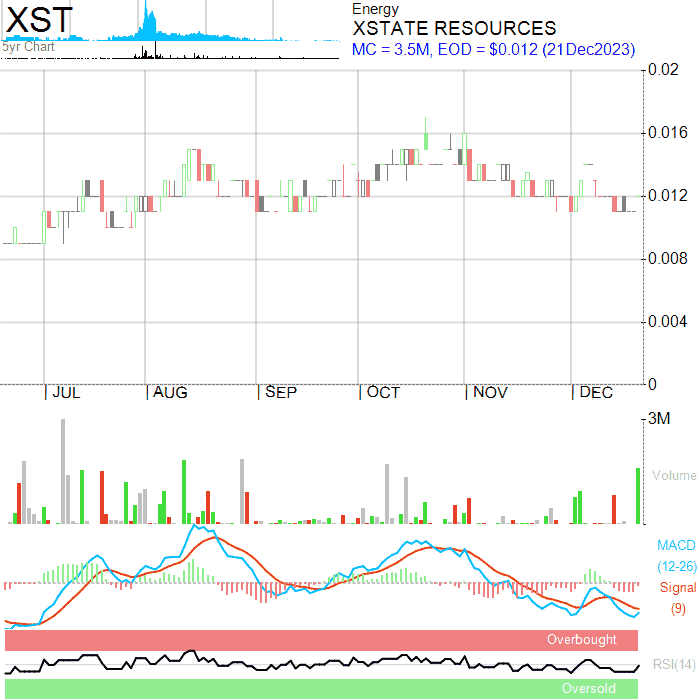 XST
5yr Chart
Energy
XSTATE RESOURCES
MC = 3.5M, EOD = $0.012 (21Dec2023)
0.02
0.016
0.012
0.008
0.004
0
JUL AUG SEP OCT NOV DEC
3M
Volume
MACD
(12-26)
Signal
(9)
Overbought
RSI(14)
Oversold